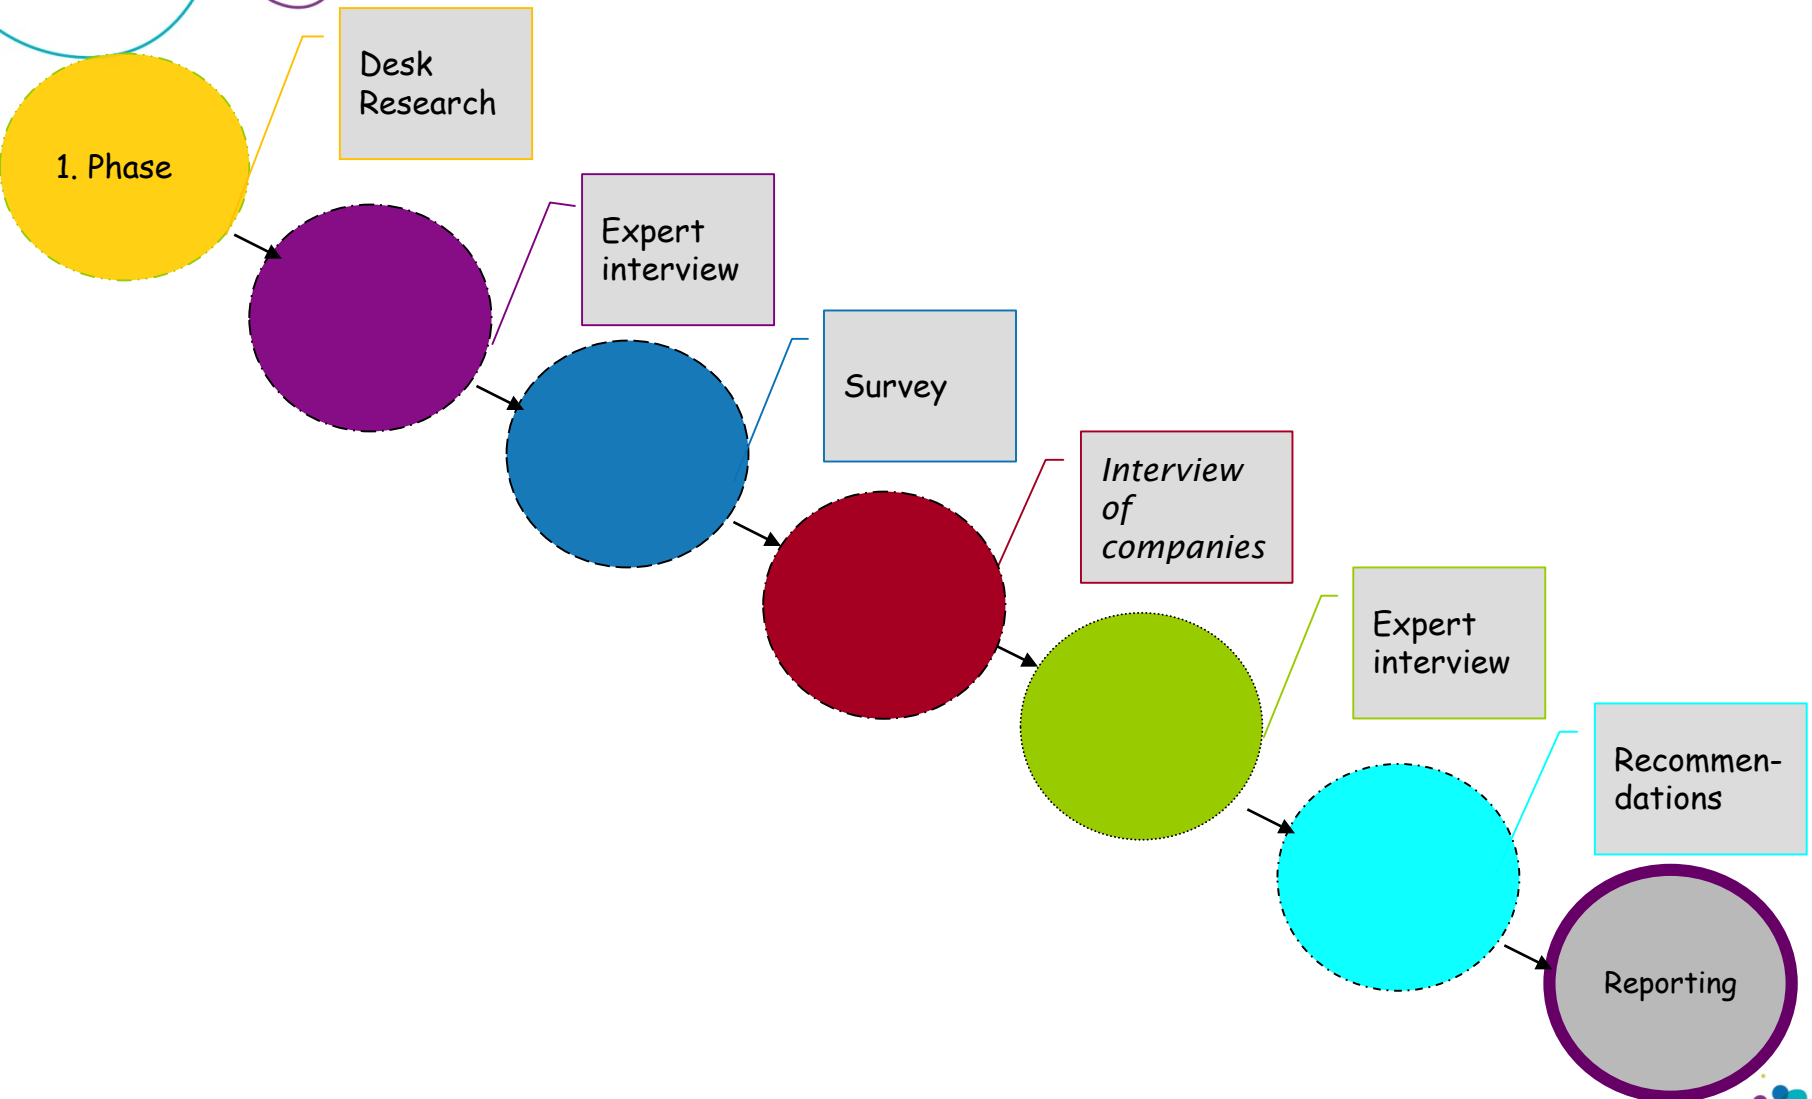 Desk
Research
1. Phase
Expert
interview
Survey
Interview
of
companies
Expert
interview
Recommen-
dations
Reporting